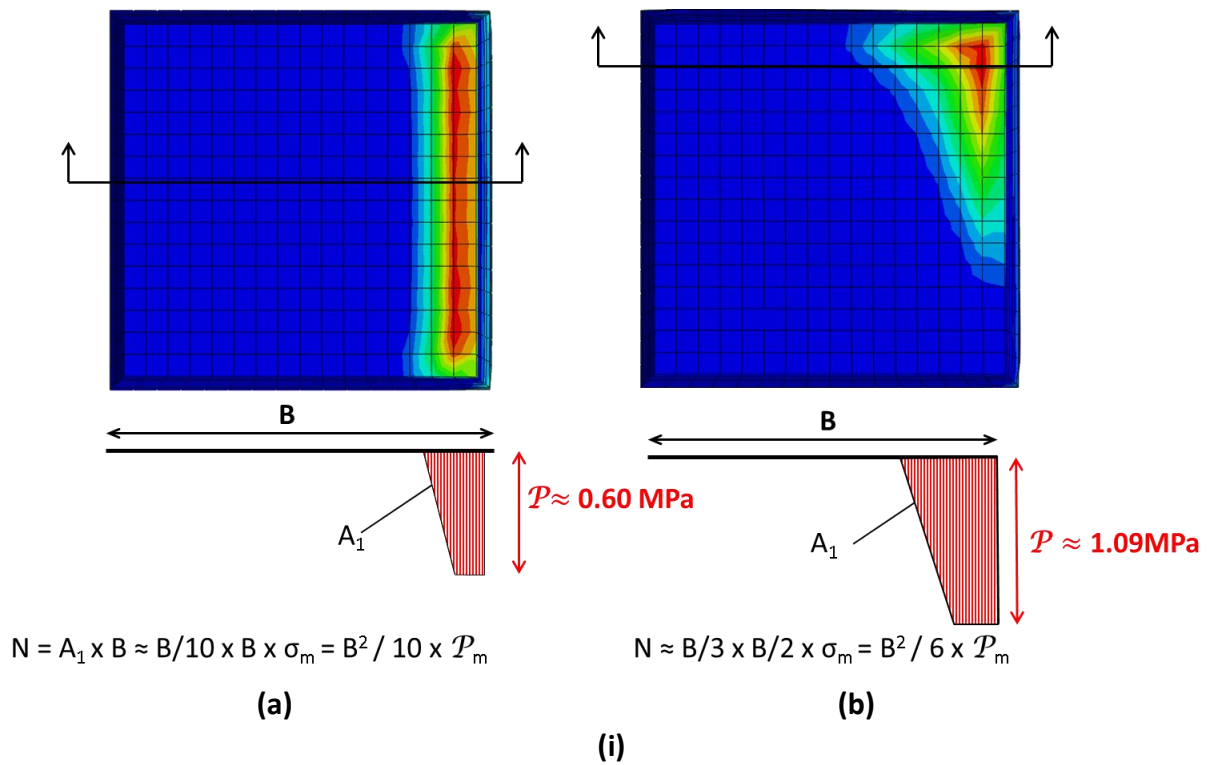 B
𝒫 ≈ 0.60 MPa
A₁
N = A₁ x B ≈ B/10 x B x σₘ = B² / 10 x 𝒫ₘ
(a)
B
𝒫 ≈ 1.09MPa
A₁
N ≈ B/3 x B/2 x σₘ = B² / 6 x 𝒫ₘ
(b)
(i)